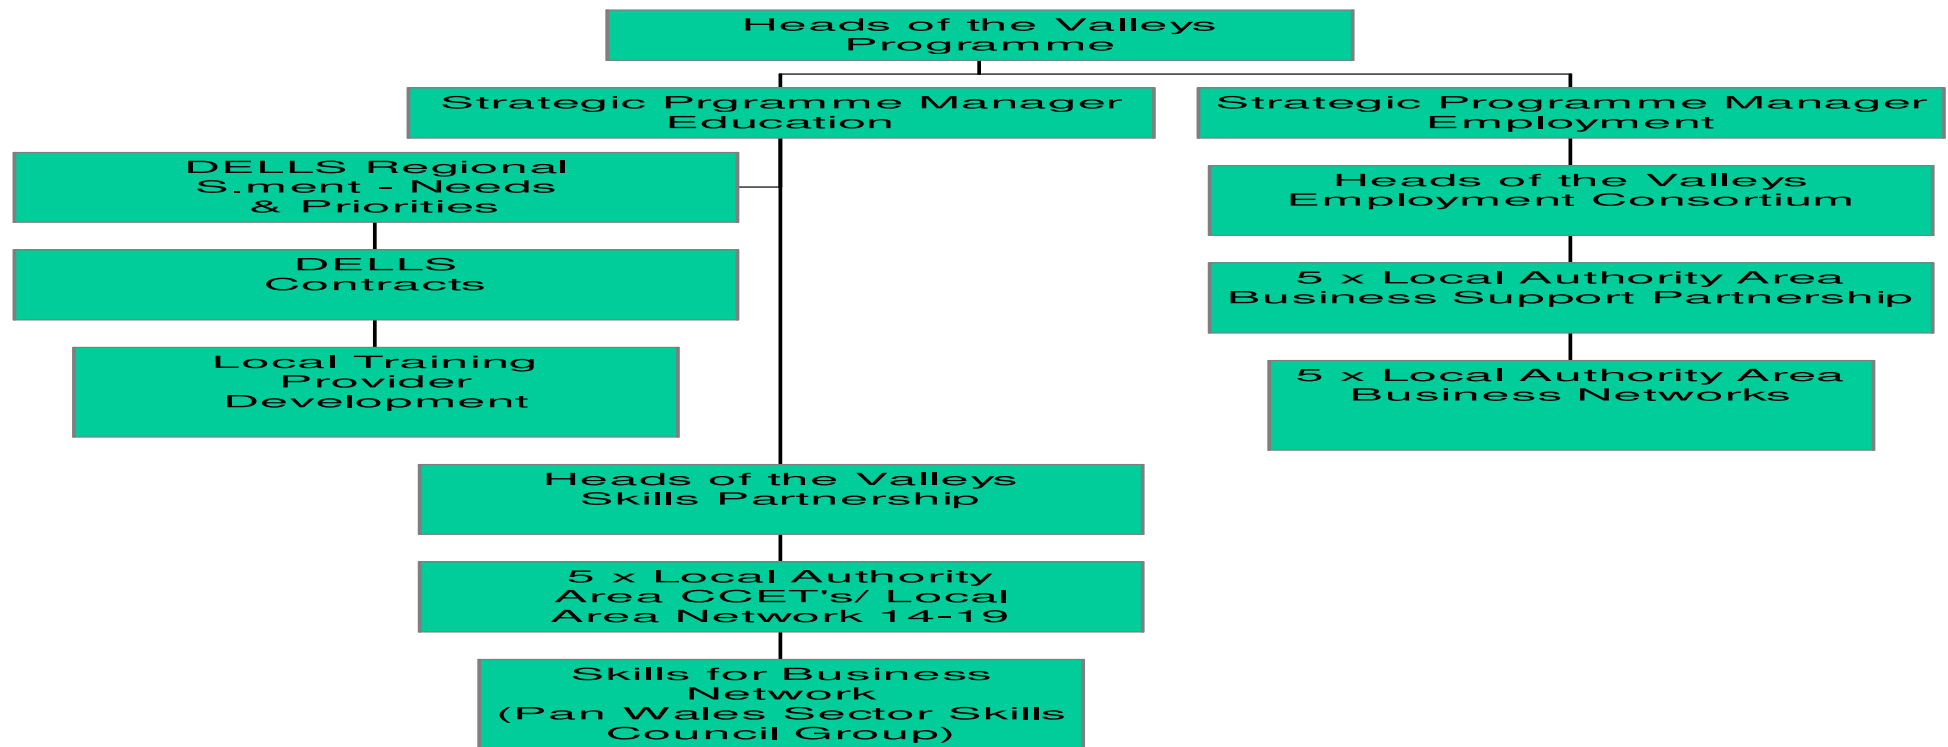 Heads of the Valleys
Programme
Strategic Prgramme Manager
Education
Strategic Programme Manager
Employment
DELLS Regional
S.ment - Needs
& Priorities
Heads of the Valleys
Employment Consortium
DELLS
Contracts
5 x Local Authority Area
Business Support Partnership
Local Training
Provider
Development
5 x Local Authority Area
Business Networks
Heads of the Valleys
Skills Partnership
5 x Local Authority
Area CCET's/ Local
Area Network 14-19
Skills for Business
Network
(Pan Wales Sector Skills
Council Group)